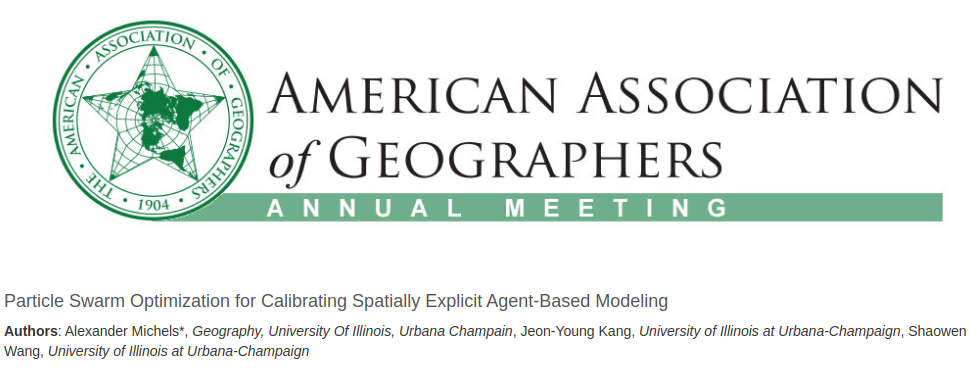 THE AMERICAN ASSOCIATION OF GEOGRAPHERS
1904
AMERICAN ASSOCIATION
of GEOGRAPHERS
ANNUAL MEETING
Particle Swarm Optimization for Calibrating Spatially Explicit Agent-Based Modeling
Authors: Alexander Michels*, Geography, University Of Illinois, Urbana Champain, Jeon-Young Kang, University of Illinois at Urbana-Champaign, Shaowen
Wang, University of Illinois at Urbana-Champaign